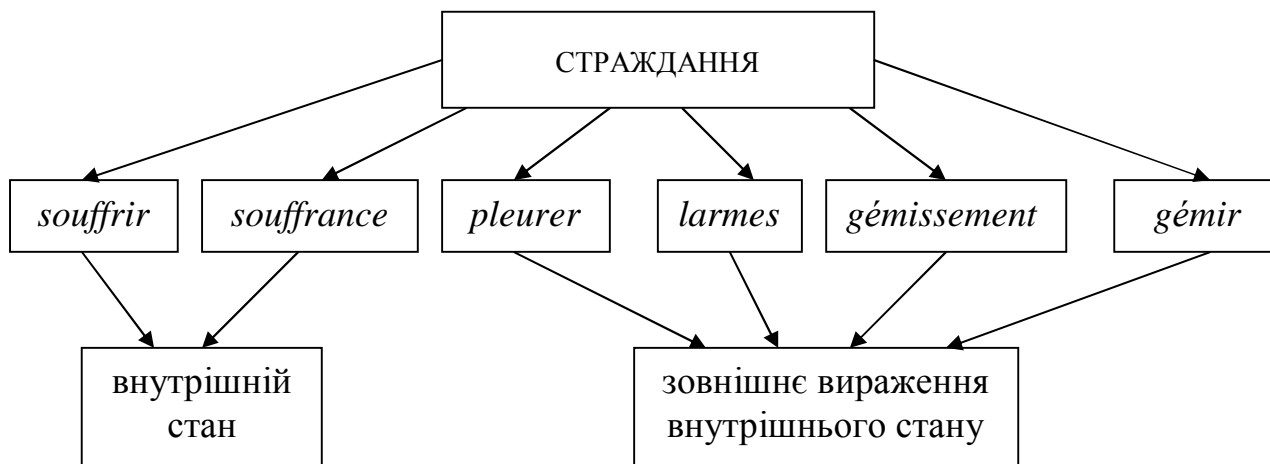 СТРАЖДАННЯ
souffrir
souffrance
pleurer
larmes
gémissement
gémir
внутрішній
стан
зовнішнє вираження
внутрішнього стану